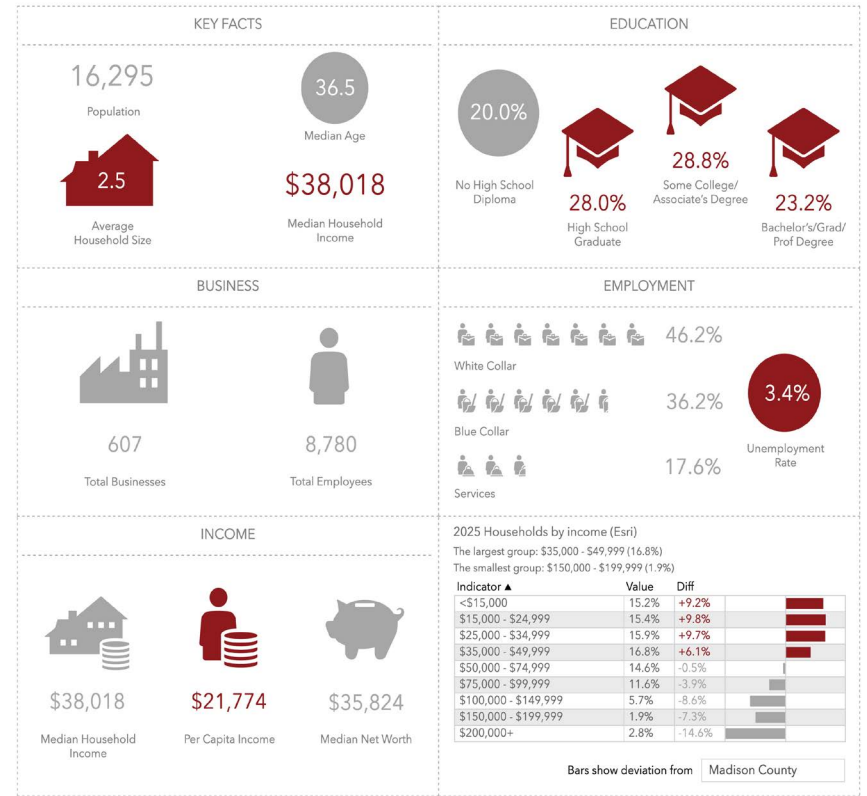 KEY FACTS
16,295
Population
36.5
Median Age
2.5
Average
Household Size
$38,018
Median Household
Income
EDUCATION
20.0%
No High School
Diploma
28.0%
High School
Graduate
28.8%
Some College/
Associate's Degree
23.2%
Bachelor's/Grad/
Prof Degree
BUSINESS
607
Total Businesses
8,780
Total Employees
EMPLOYMENT
46.2%
White Collar
36.2%
Blue Collar
17.6%
Services
3.4%
Unemployment
Rate
INCOME
$38,018
Median Household
Income
$21,774
Per Capita Income
$35,824
Median Net Worth
2025 Households by income (Esri)
The largest group: $35,000 - $49,999 (16.8%)
The smallest group: $150,000 - $199,999 (1.9%)
Indicator ▲ Value Diff
<$15,000 15.2% +9.2%
$15,000 - $24,999 15.4% +9.8%
$25,000 - $34,999 15.9% +9.7%
$35,000 - $49,999 16.8% +6.1%
$50,000 - $74,999 14.6% -0.5%
$75,000 - $99,999 11.6% -3.9%
$100,000 - $149,999 5.7% -8.6%
$150,000 - $199,999 1.9% -7.3%
$200,000+ 2.8% -14.6%
Bars show deviation from Madison County